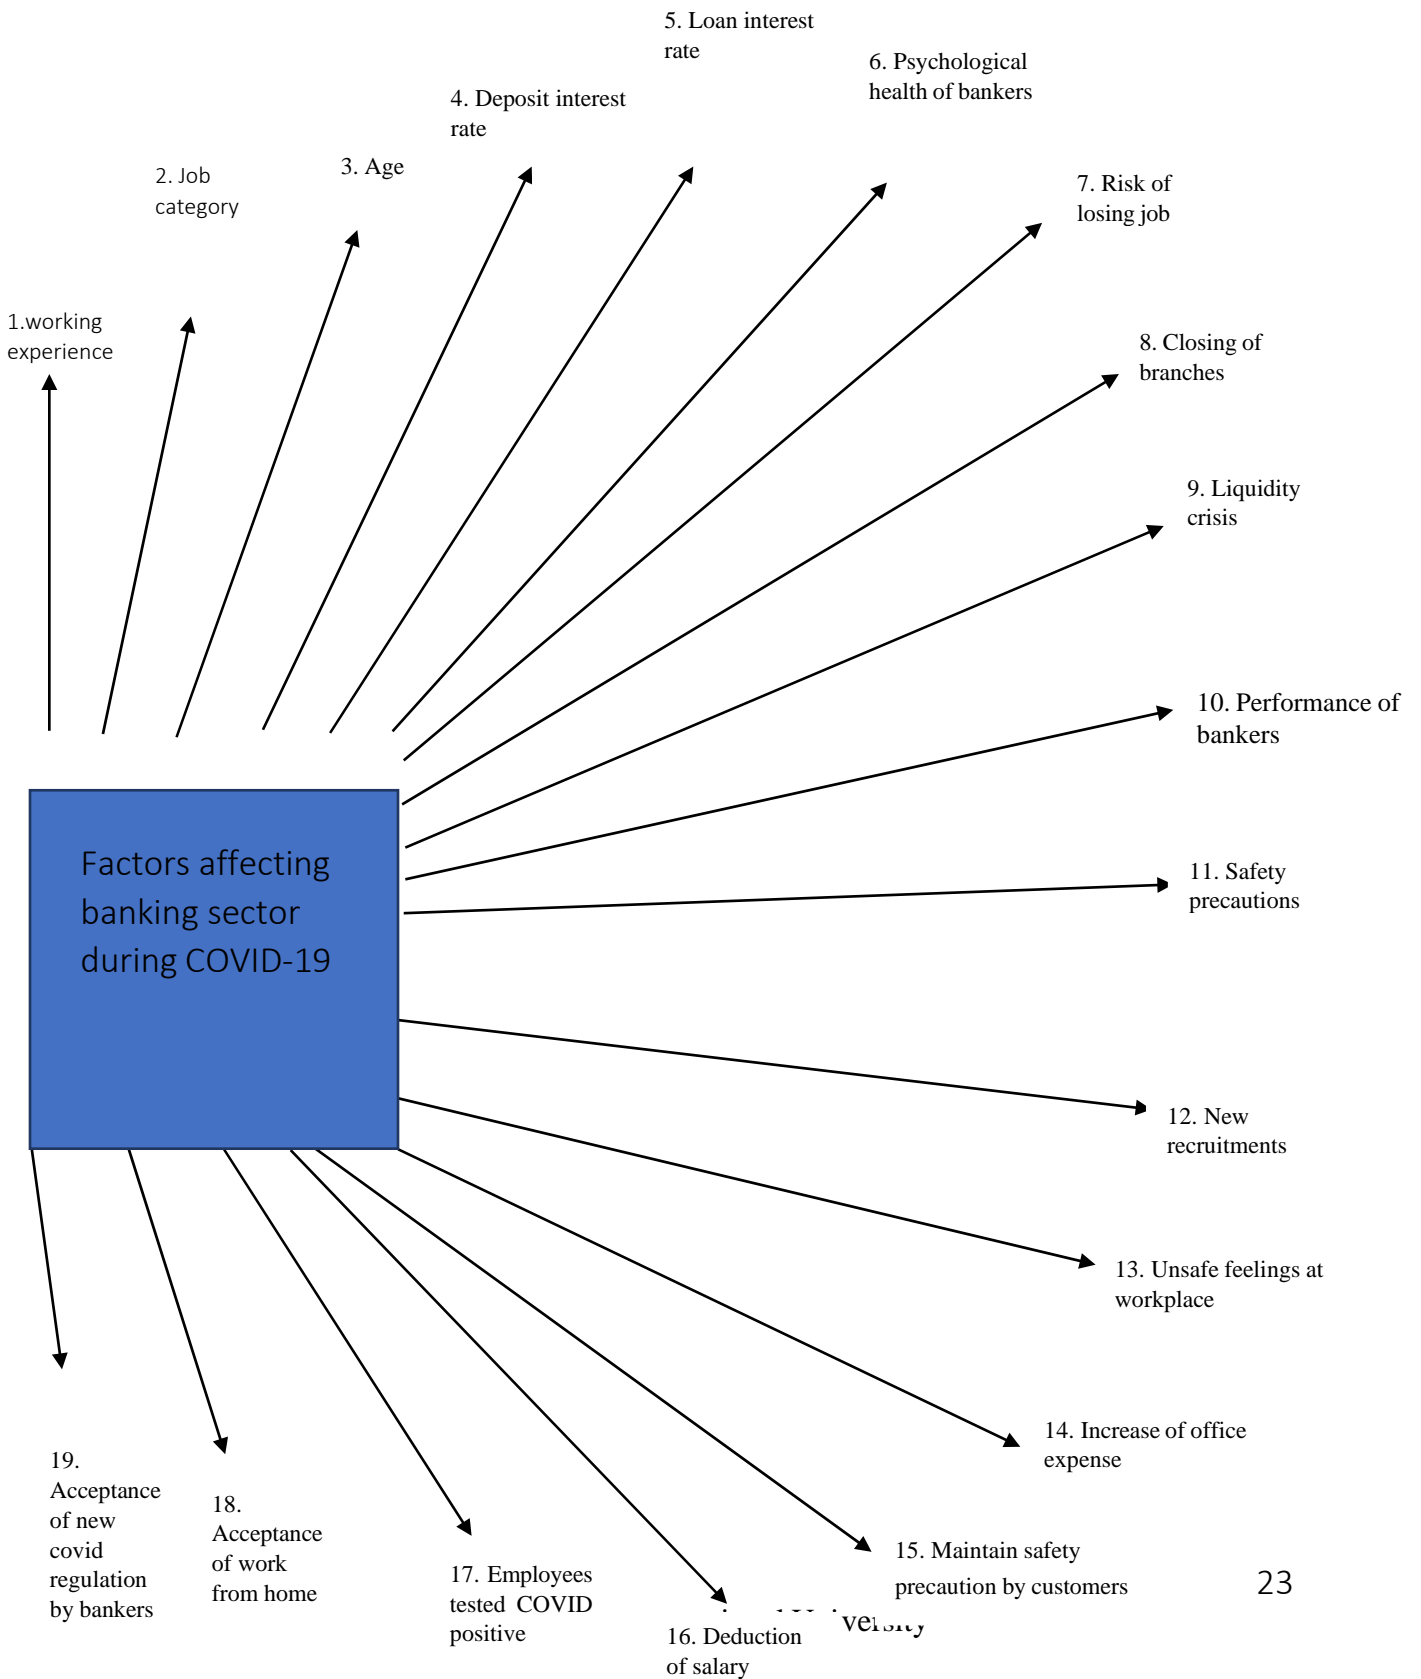 5. Loan interest
rate
6. Psychological
health of bankers
4. Deposit interest
rate
3. Age
2. Job
category
7. Risk of
losing job
1.working
experience
8. Closing of
branches
9. Liquidity
crisis
10. Performance of
bankers
Factors affecting
banking sector
during COVID-19
11. Safety
precautions
12. New
recruitments
13. Unsafe feelings at
workplace
14. Increase of office
expense
19.
Acceptance
of new
covid
regulation
by bankers
18.
Acceptance
of work
from home
17. Employees
tested COVID
positive
15. Maintain safety
precaution by customers
23
16. Deduction
of salary